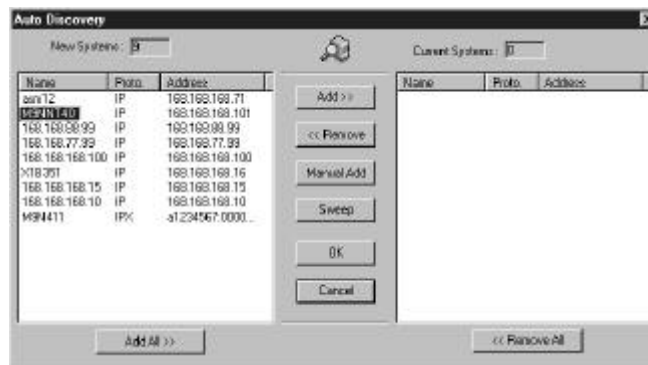 Auto Discovery
New Systems: 9
Current Systems: 0
Name Proto. Address
asm12 IP 168.168.168.71
IP 168.168.168.101
168.168.88.99 IP 168.168.88.99
168.168.77.99 IP 168.168.77.99
168.168.168.100 IP 168.168.168.100
X18351 IP 168.168.168.16
168.168.168.15 IP 168.168.168.15
168.168.168.10 IP 168.168.168.10
M9N411 IPX a1234567:0000...
Add All >>
Add >>
<< Remove
Manual Add
Sweep
OK
Cancel
Name Proto. Address
<< Remove All